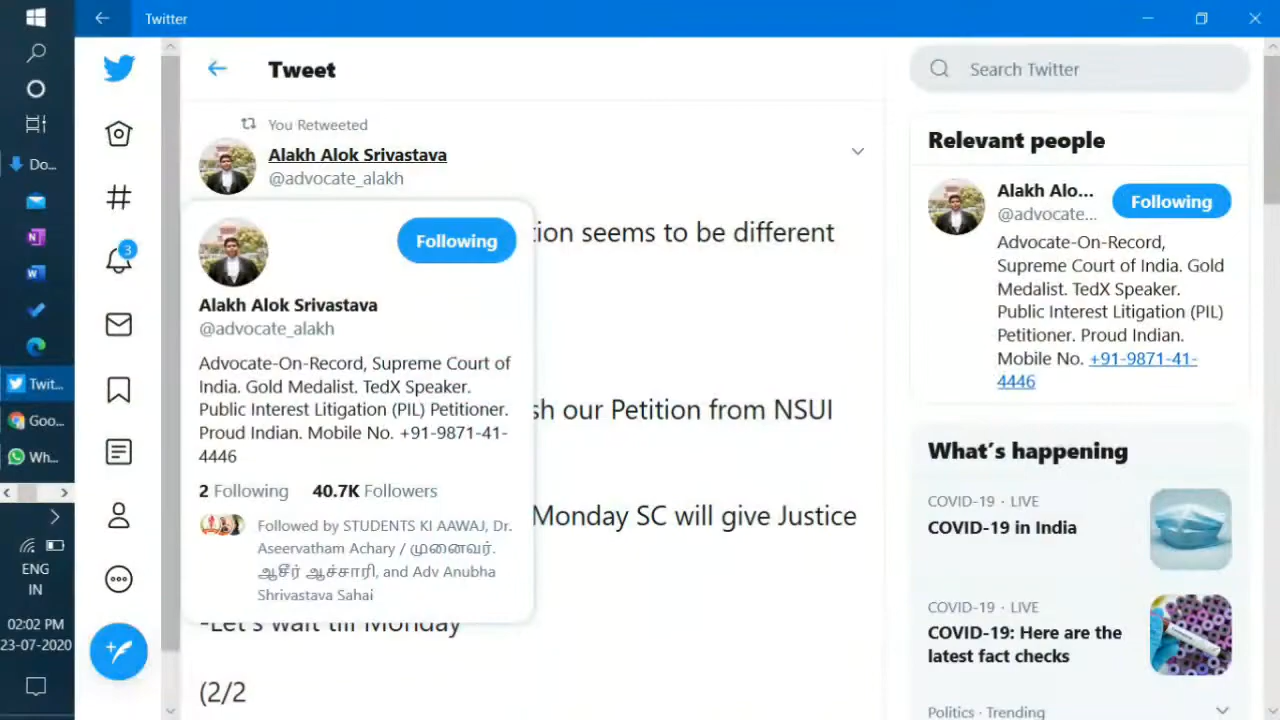 Twitter
Tweet
Search Twitter
You Retweeted
Alakh Alok Srivastava
@advocate_alakh
tion seems to be different
sh our Petition from NSUI
Monday SC will give Justice
-Let's wait till Monday
(2/2
Following
Alakh Alok Srivastava
@advocate_alakh
Advocate-On-Record, Supreme Court of
India. Gold Medalist. TedX Speaker.
Public Interest Litigation (PIL) Petitioner.
Proud Indian. Mobile No. +91-9871-41-
4446
2 Following 40.7K Followers
Followed by STUDENTS KI AAWAJ, Dr.
Aseervatham Achary / முனைவர்.
ஆசீர் ஆச்சாரி, and Adv Anubha
Shrivastava Sahai
Relevant people
Alakh Alo...
@advocate...
Following
Advocate-On-Record,
Supreme Court of India. Gold
Medalist. TedX Speaker.
Public Interest Litigation (PIL)
Petitioner. Proud Indian.
Mobile No. +91-9871-41-
4446
What's happening
COVID-19 · LIVE
COVID-19 in India
COVID-19 · LIVE
COVID-19: Here are the
latest fact checks
Politics · Trending
3
Do...
Twit...
Goo...
Wh...
ENG
IN
02:02 PM
23-07-2020